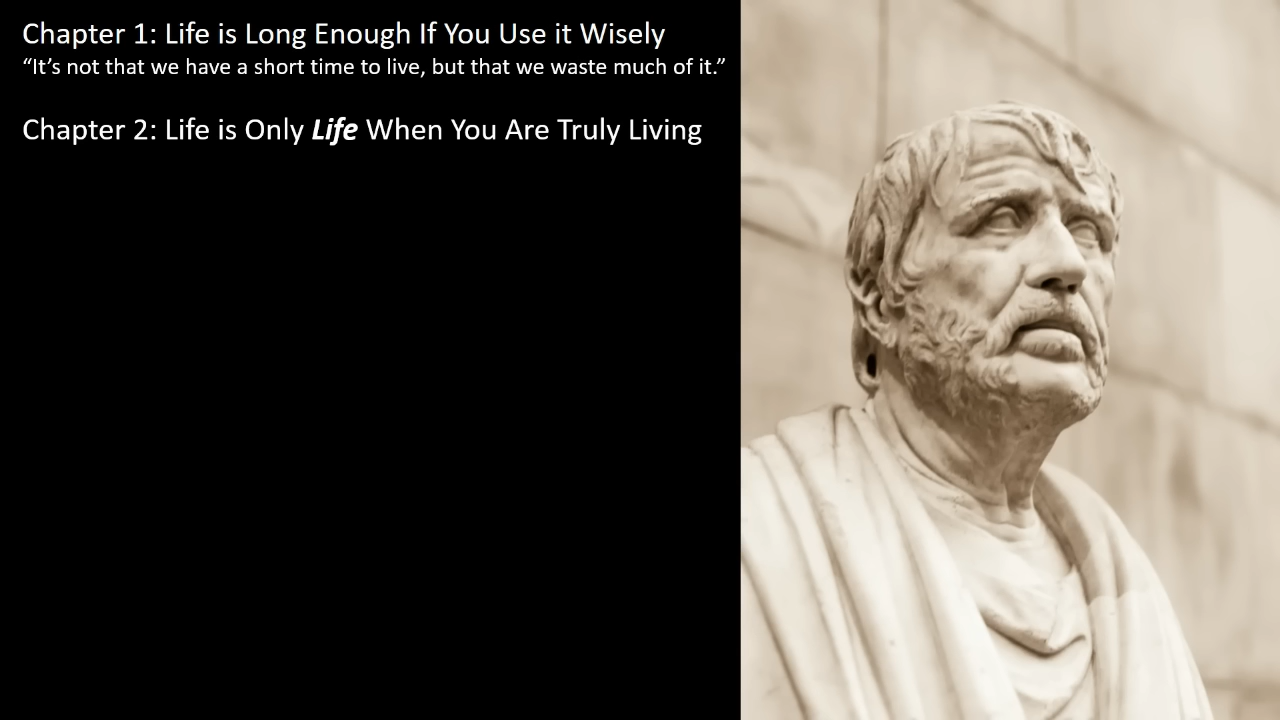 Chapter 1: Life is Long Enough If You Use it Wisely
“It’s not that we have a short time to live, but that we waste much of it.”
Chapter 2: Life is Only Life When You Are Truly Living